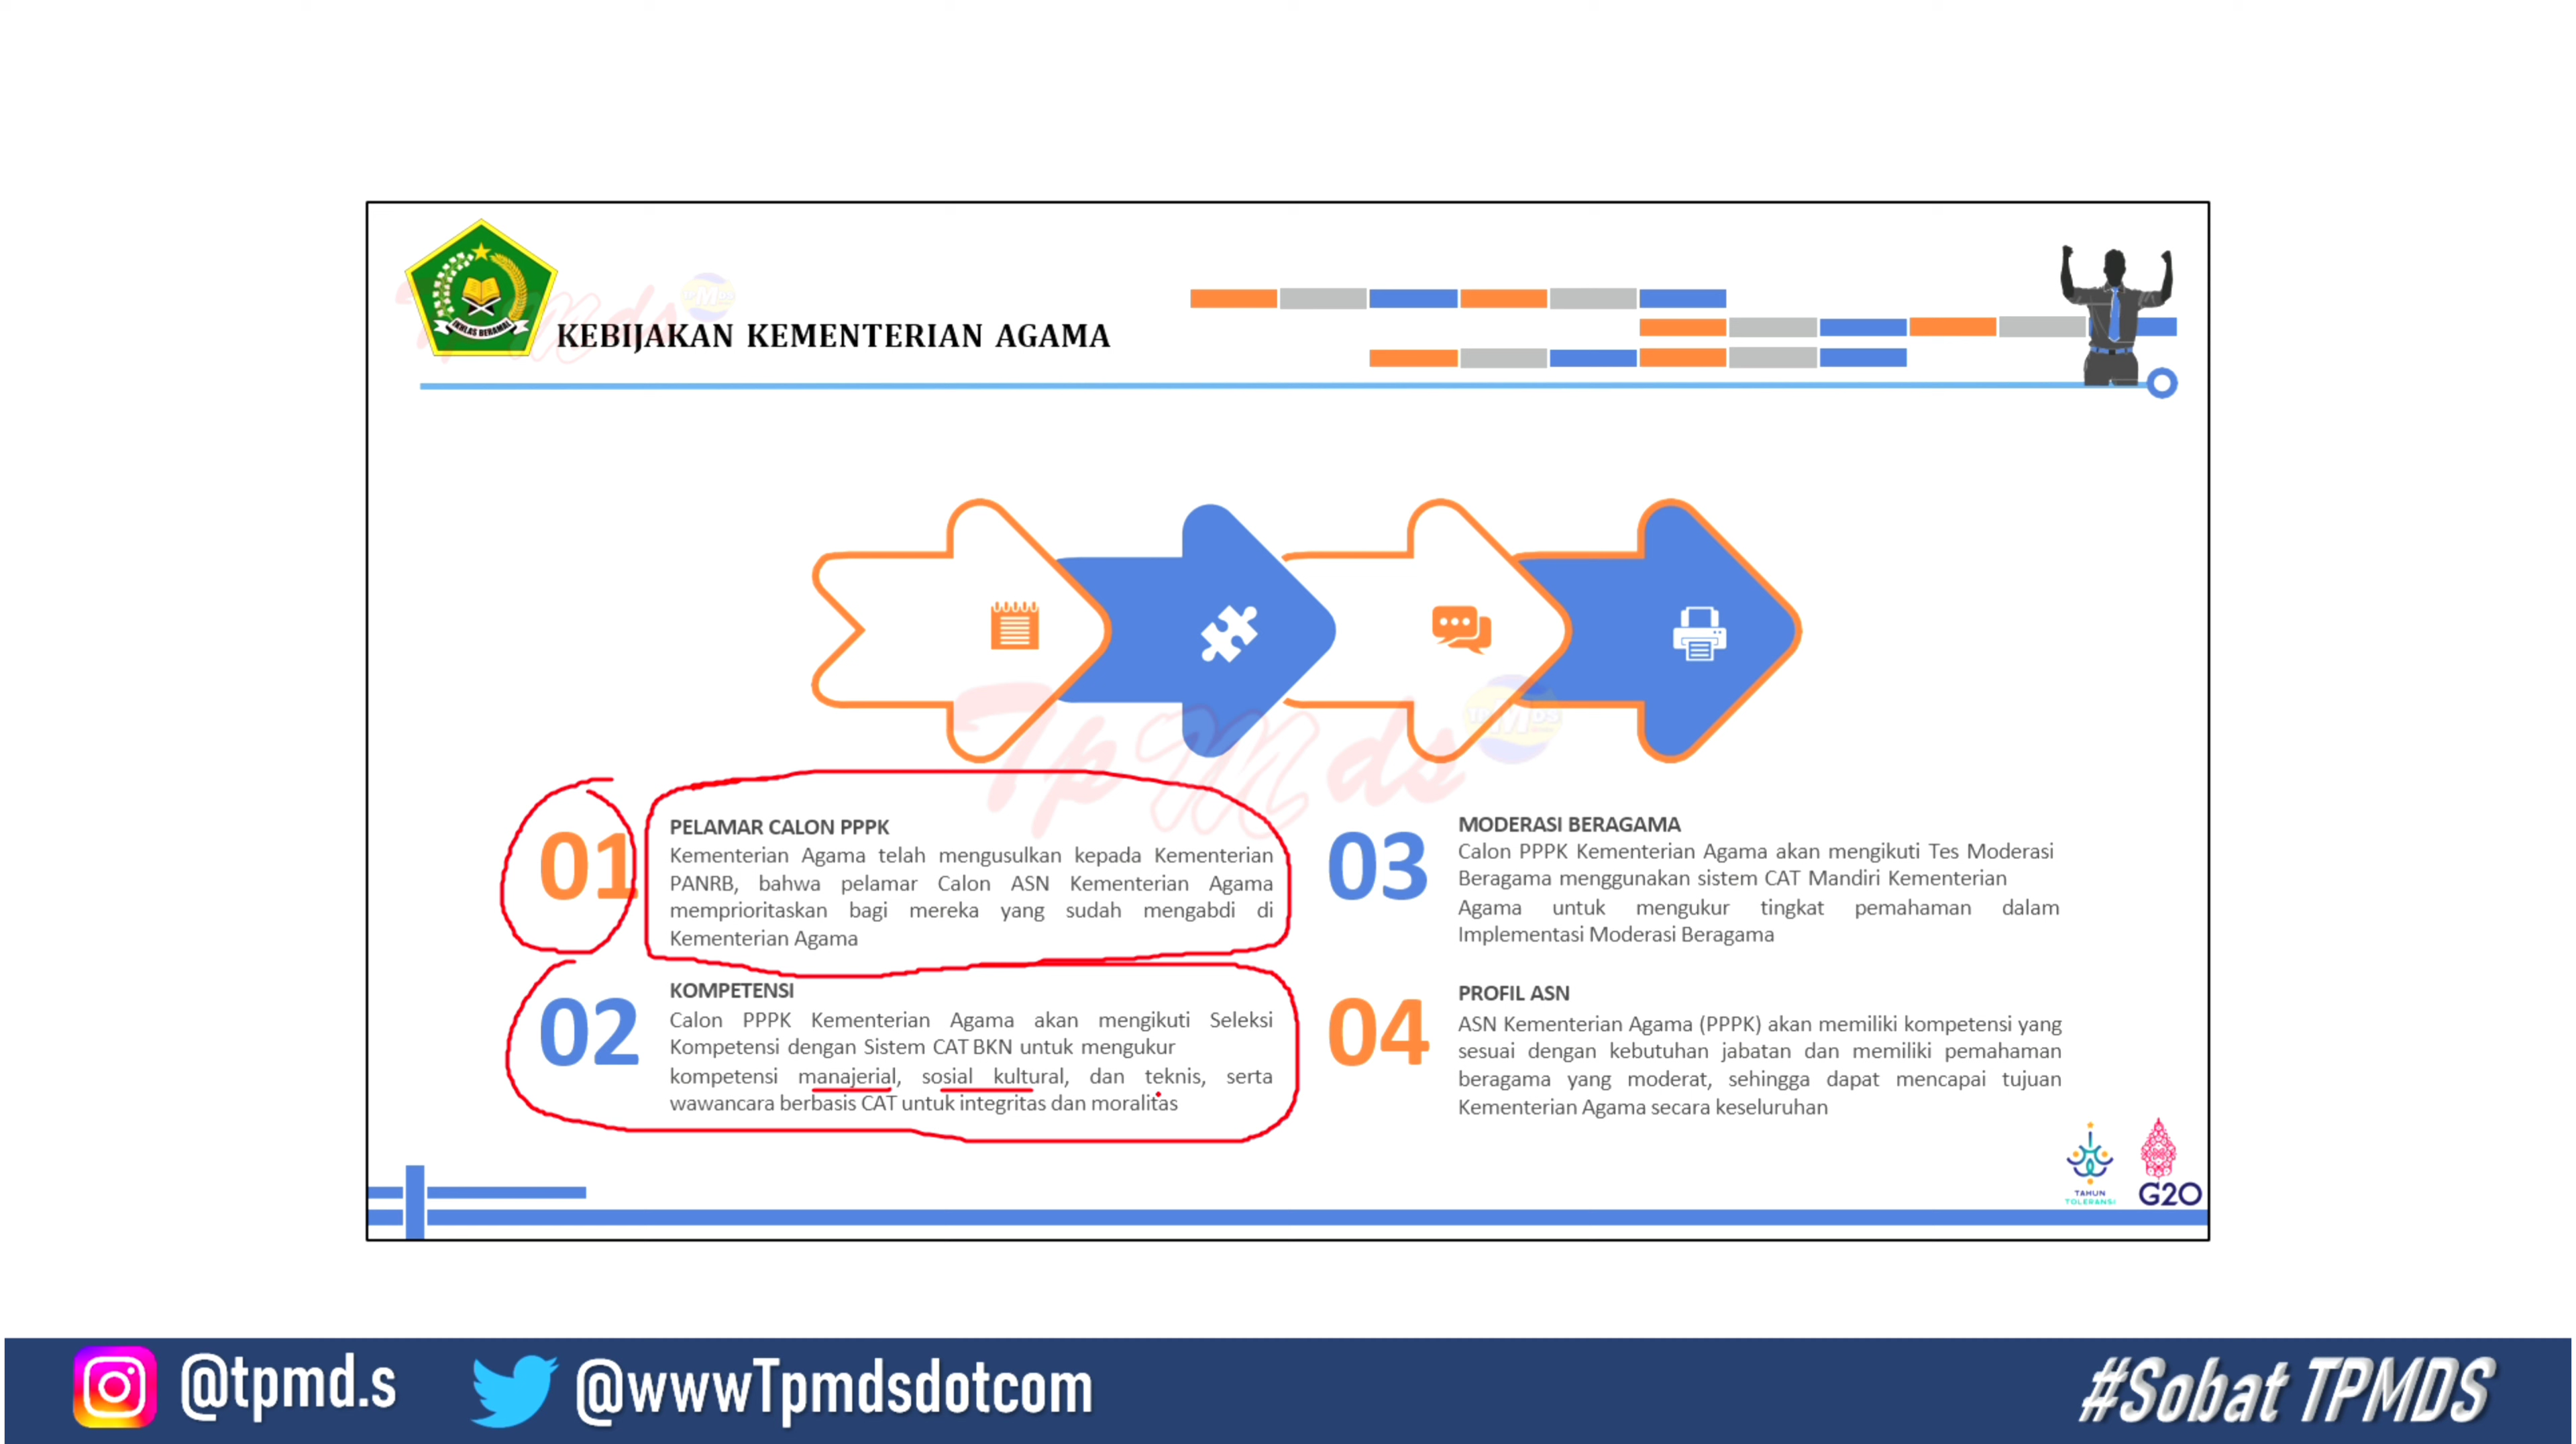 IKHLAS BERAMAL
KEBIJAKAN KEMENTERIAN AGAMA
TpMds
01
PELAMAR CALON PPPK
Kementerian Agama telah mengusulkan kepada Kementerian
PANRB, bahwa pelamar Calon ASN Kementerian Agama
memprioritaskan bagi mereka yang sudah mengabdi di
Kementerian Agama
02
KOMPETENSI
Calon PPPK Kementerian Agama akan mengikuti Seleksi
Kompetensi dengan Sistem CAT BKN untuk mengukur
kompetensi manajerial, sosial kultural, dan teknis, serta
wawancara berbasis CAT untuk integritas dan moralitas
03
MODERASI BERAGAMA
Calon PPPK Kementerian Agama akan mengikuti Tes Moderasi
Beragama menggunakan sistem CAT Mandiri Kementerian
Agama untuk mengukur tingkat pemahaman dalam
Implementasi Moderasi Beragama
04
PROFIL ASN
ASN Kementerian Agama (PPPK) akan memiliki kompetensi yang
sesuai dengan kebutuhan jabatan dan memiliki pemahaman
beragama yang moderat, sehingga dapat mencapai tujuan
Kementerian Agama secara keseluruhan
TAHUN
TOLERANSI
G20
@tpmd.s
@wwwTpmdsdotcom
#Sobat TPMDS